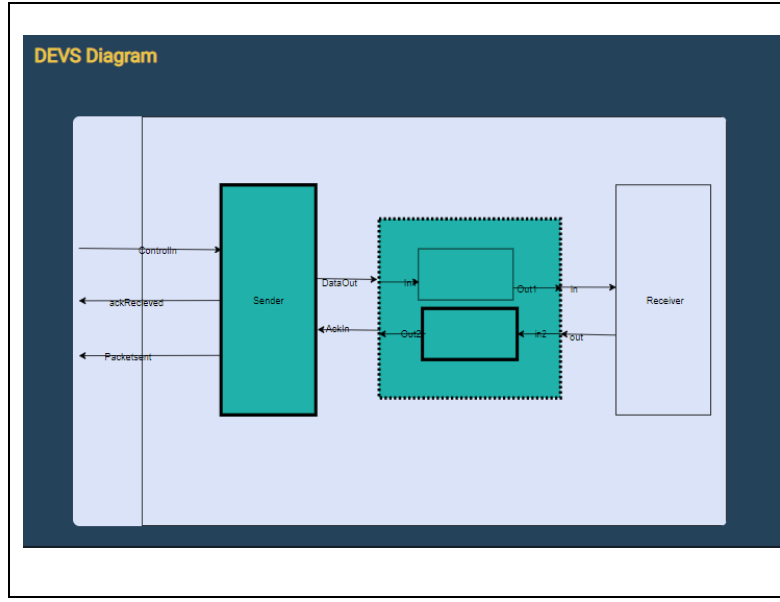 DEVS Diagram
ControlIn
ackRecieved
Packetsent
Sender
DataOut
AckIn
In
Out1
Out2
in2
in
out
Receiver